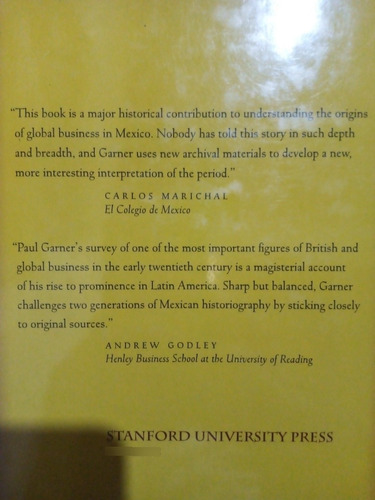 “This book is a major historical contribution to understanding the origins
of global business in Mexico. Nobody has told this story in such depth
and breadth, and Garner uses new archival materials to develop a new,
more interesting interpretation of the period.”
CARLOS MARICHAL
El Colegio de Mexico
“Paul Garner’s survey of one of the most important figures of British and
global business in the early twentieth century is a magisterial account
of his rise to prominence in Latin America. Sharp but balanced, Garner
challenges two generations of Mexican historiography by sticking closely
to original sources.”
ANDREW GODLEY
Henley Business School at the University of Reading
STANFORD UNIVERSITY PRESS